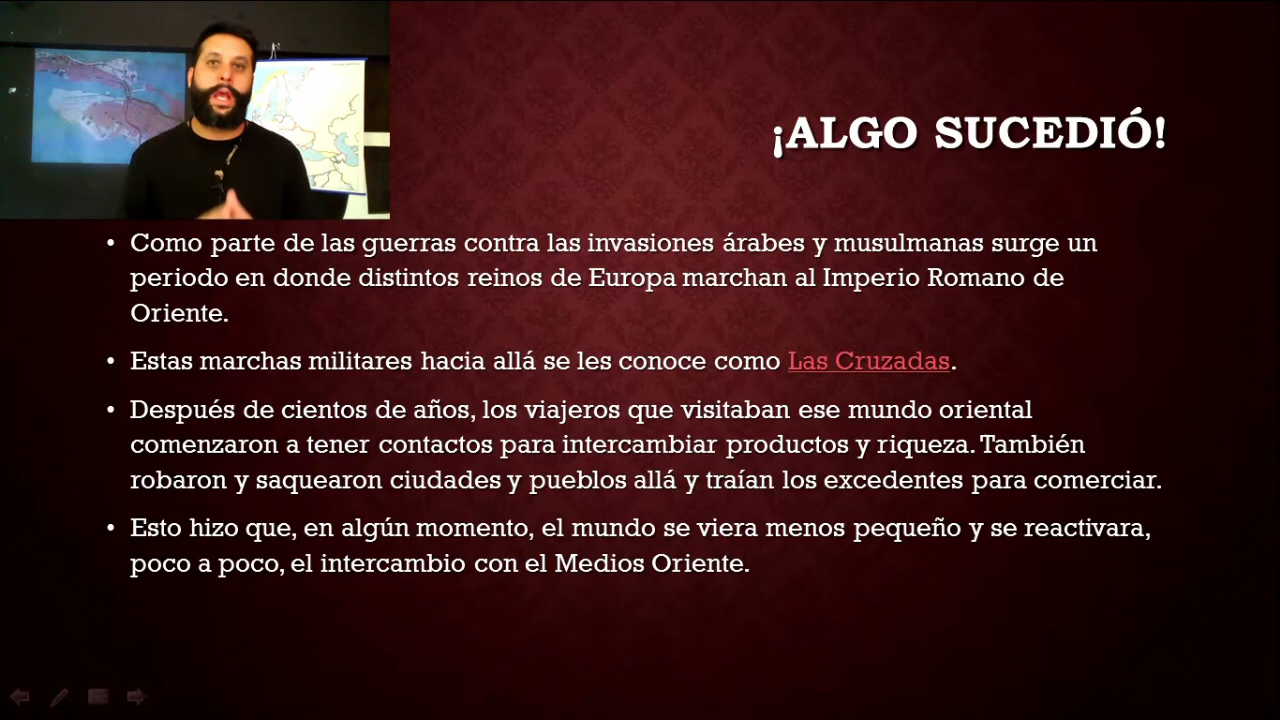 ¡ALGO SUCEDIÓ!
• Como parte de las guerras contra las invasiones árabes y musulmanas surge un
periodo en donde distintos reinos de Europa marchan al Imperio Romano de
Oriente.
• Estas marchas militares hacia allá se les conoce como Las Cruzadas.
• Después de cientos de años, los viajeros que visitaban ese mundo oriental
comenzaron a tener contactos para intercambiar productos y riqueza. También
robaron y saquearon ciudades y pueblos allá y traían los excedentes para comerciar.
• Esto hizo que, en algún momento, el mundo se viera menos pequeño y se reactivara,
poco a poco, el intercambio con el Medios Oriente.